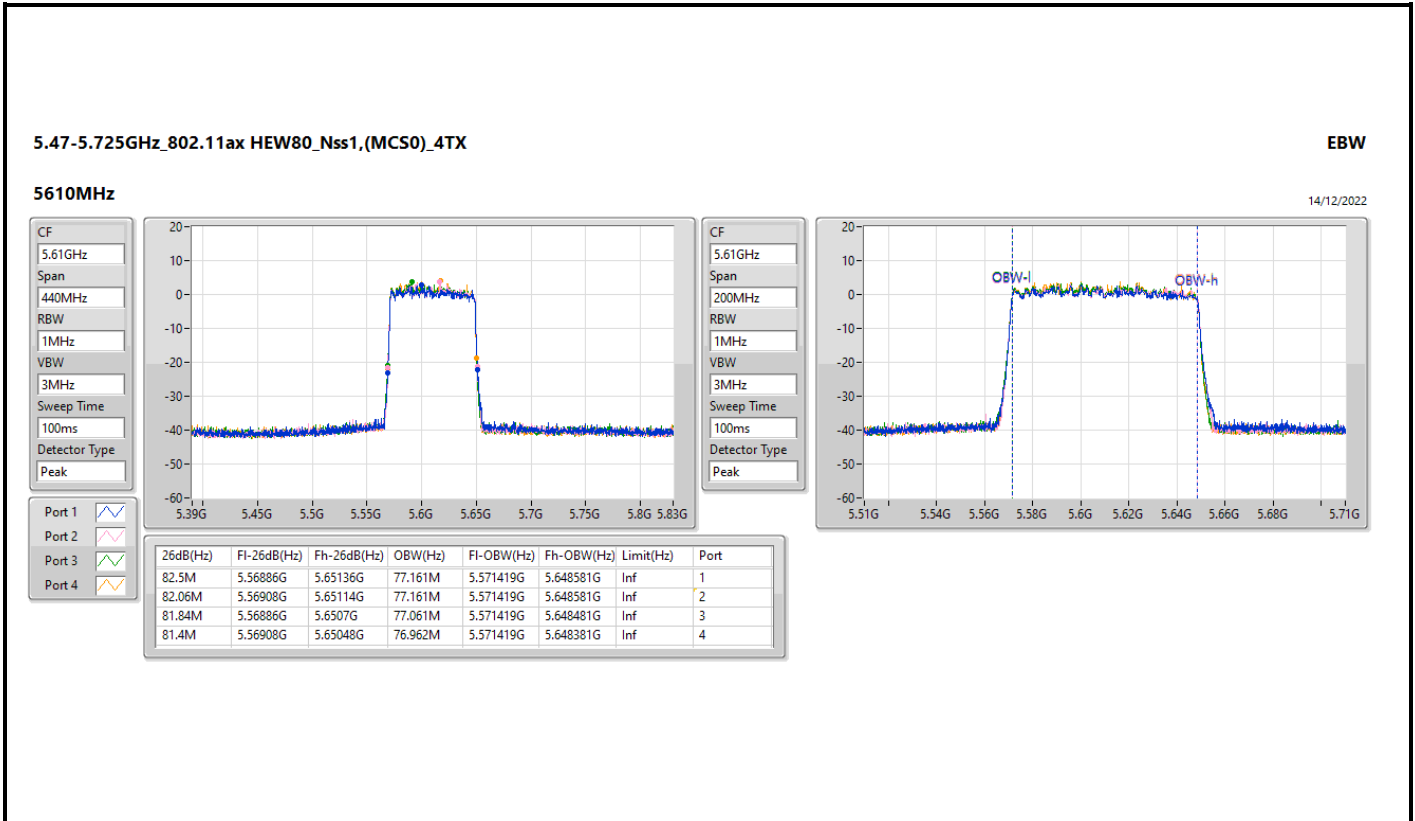 5.47-5.725GHz_802.11ax HEW80_Nss1,(MCS0)_4TX
EBW
5610MHz
14/12/2022
CF
5.61GHz
Span
440MHz
RBW
1MHz
VBW
3MHz
Sweep Time
100ms
Detector Type
Peak
20
10
0
-10
-20
-30
-40
-50
-60
5.39G 5.45G 5.5G 5.55G 5.6G 5.65G 5.7G 5.75G 5.8G 5.83G
CF
5.61GHz
Span
200MHz
RBW
1MHz
VBW
3MHz
Sweep Time
100ms
Detector Type
Peak
20
10
0
-10
-20
-30
-40
-50
-60
OBW-l
OBW-h
5.51G 5.54G 5.56G 5.58G 5.6G 5.62G 5.64G 5.66G 5.68G 5.71G
Port 1
Port 2
Port 3
Port 4
26dB(Hz) Fl-26dB(Hz) Fh-26dB(Hz) OBW(Hz) Fl-OBW(Hz) Fh-OBW(Hz) Limit(Hz) Port
82.5M 5.56886G 5.65136G 77.161M 5.571419G 5.648581G Inf 1
82.06M 5.56908G 5.65114G 77.161M 5.571419G 5.648581G Inf 2
81.84M 5.56886G 5.6507G 77.061M 5.571419G 5.648481G Inf 3
81.4M 5.56908G 5.65048G 76.962M 5.571419G 5.648381G Inf 4